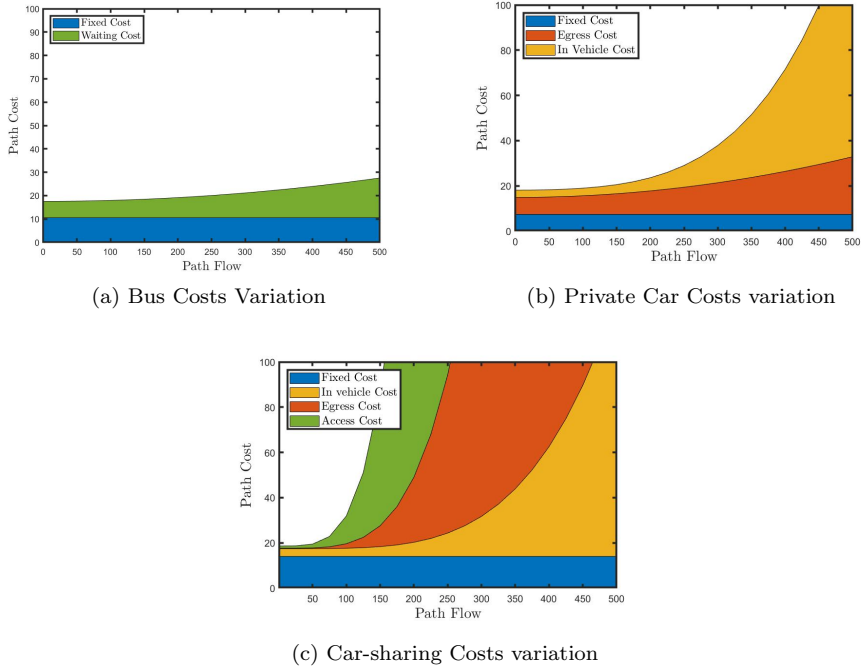 Fixed Cost
Waiting Cost
100
90
80
70
60
50
40
30
20
10
0
Path Cost
0 50 100 150 200 250 300 350 400 450 500
Path Flow
(a) Bus Costs Variation
Fixed Cost
Egress Cost
In Vehicle Cost
100
80
60
40
20
0
Path Cost
0 50 100 150 200 250 300 350 400 450 500
Path Flow
(b) Private Car Costs variation
Fixed Cost
In vehicle Cost
Egress Cost
Access Cost
100
80
60
40
20
0
Path Cost
50 100 150 200 250 300 350 400 450 500
Path Flow
(c) Car-sharing Costs variation